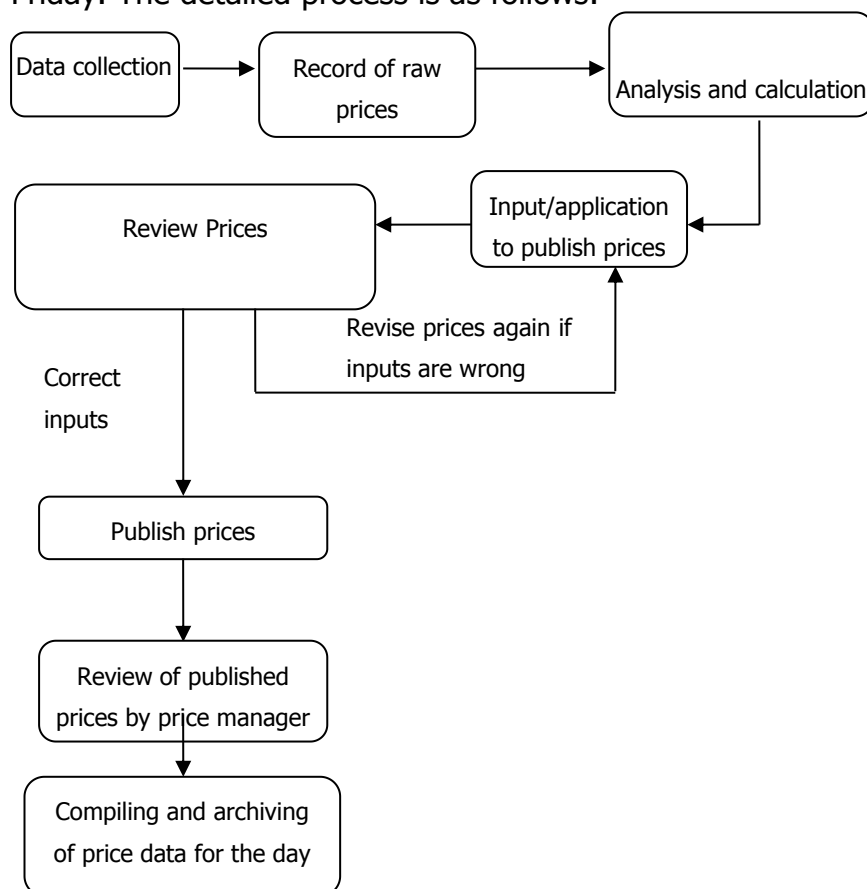 Friday. The detailed process is as follows:
Data collection
Record of raw
prices
Analysis and calculation
Input/application
to publish prices
Review Prices
Revise prices again if
inputs are wrong
Correct
inputs
Publish prices
Review of published
prices by price manager
Compiling and archiving
of price data for the day